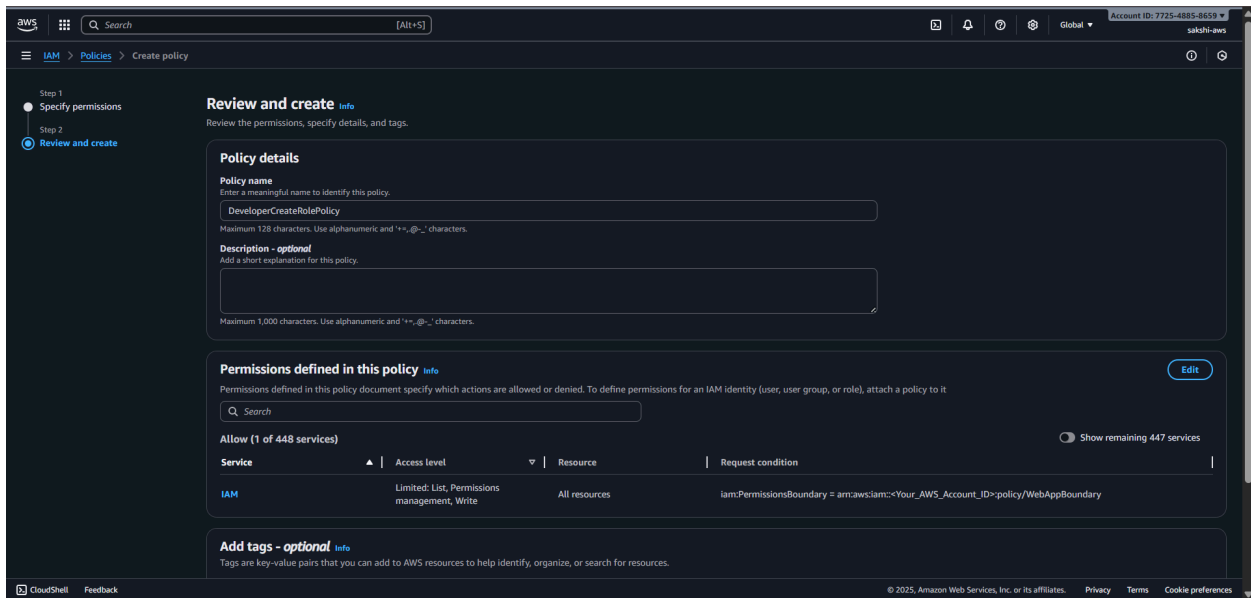 aws
Search [Alt+S]
Global ▼
Account ID: 7725-4885-8659 ▼
sakshi-aws
IAM > Policies > Create policy
Step 1
Specify permissions
Step 2
Review and create
Review and create Info
Review the permissions, specify details, and tags.
Policy details
Policy name
Enter a meaningful name to identify this policy.
DeveloperCreateRolePolicy
Maximum 128 characters. Use alphanumeric and '+=,.@-_' characters.
Description - optional
Add a short explanation for this policy.
Maximum 1,000 characters. Use alphanumeric and '+=,.@-_' characters.
Permissions defined in this policy Info
Edit
Permissions defined in this policy document specify which actions are allowed or denied. To define permissions for an IAM identity (user, user group, or role), attach a policy to it
Search
Allow (1 of 448 services)
Show remaining 447 services
Service ▲ Access level ▽ Resource Request condition
IAM Limited: List, Permissions management, Write All resources iam:PermissionsBoundary = arn:aws:iam::<Your_AWS_Account_ID>:policy/WebAppBoundary
Add tags - optional Info
Tags are key-value pairs that you can add to AWS resources to help identify, organize, or search for resources.
CloudShell Feedback © 2025, Amazon Web Services, Inc. or its affiliates. Privacy Terms Cookie preferences